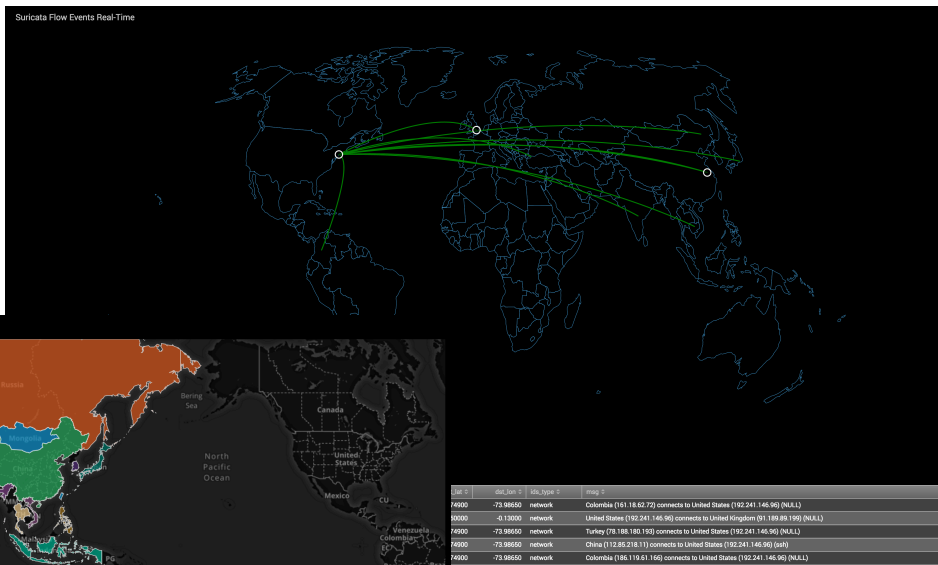 Suricata Flow Events Real-Time
Russia
Bering
Sea
Canada
Mongolia
China
North
Pacific
Ocean
United
States
Mexico
CU
Venezuela
Colombia
EC
PG
_lat dst_lon ids_type msg
74900 -73.98650 network Colombia (161.18.62.72) connects to United States (192.241.146.96) (NULL)
50000 -0.13000 network United States (192.241.146.96) connects to United Kingdom (91.189.89.199) (NULL)
74900 -73.98650 network Turkey (78.188.180.193) connects to United States (192.241.146.96) (NULL)
74900 -73.98650 network China (112.85.218.11) connects to United States (192.241.146.96) (ssh)
74900 -73.98650 network Colombia (186.119.61.166) connects to United States (192.241.146.96) (NULL)